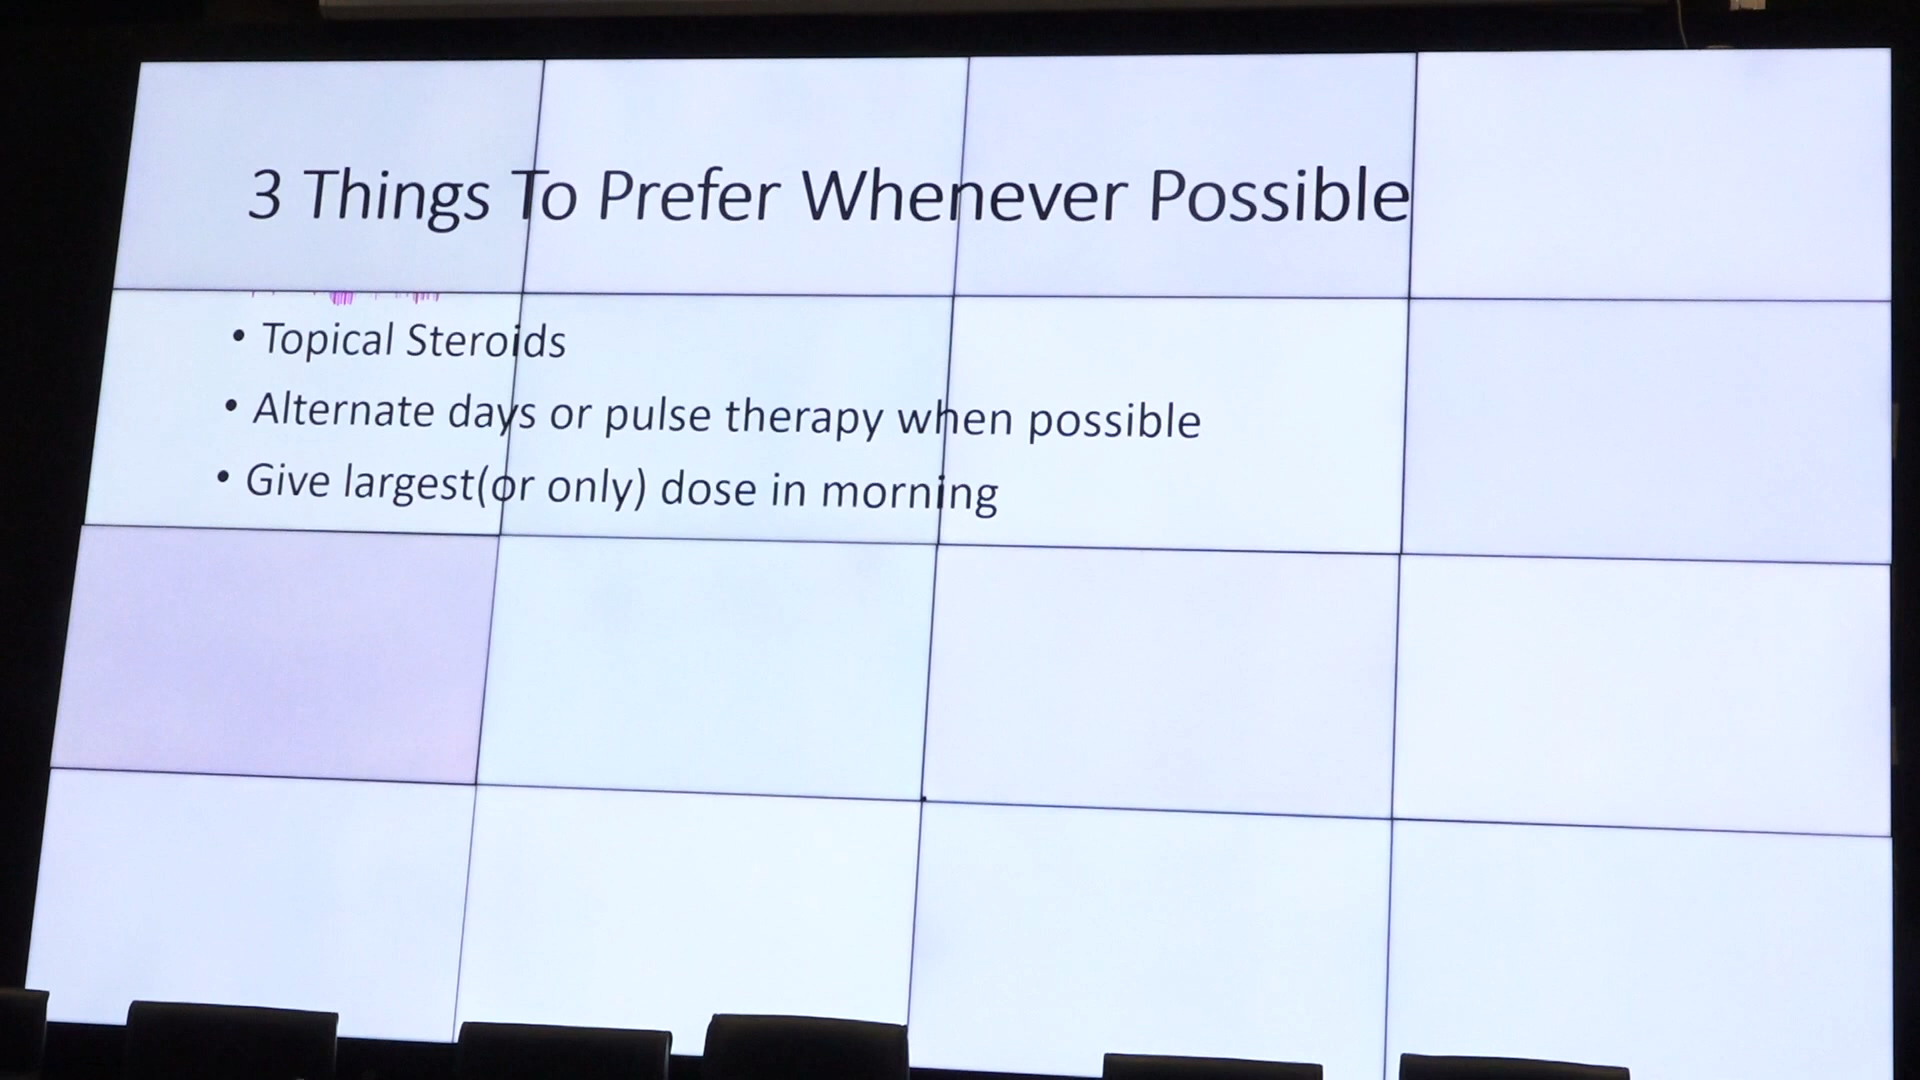 3 Things To Prefer Whenever Possible
• Topical Steroids
• Alternate days or pulse therapy when possible
• Give largest(or only) dose in morning